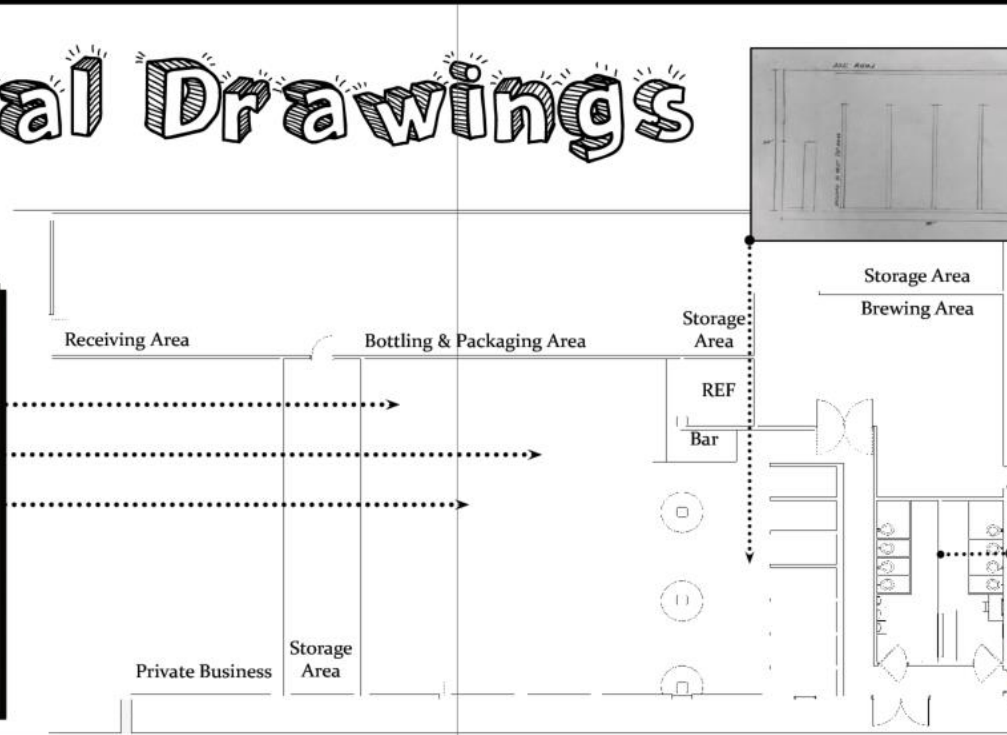 al Drawings
Storage Area
Brewing Area
Receiving Area
Bottling & Packaging Area
Storage
Area
REF
Bar
Storage
Area
Private Business